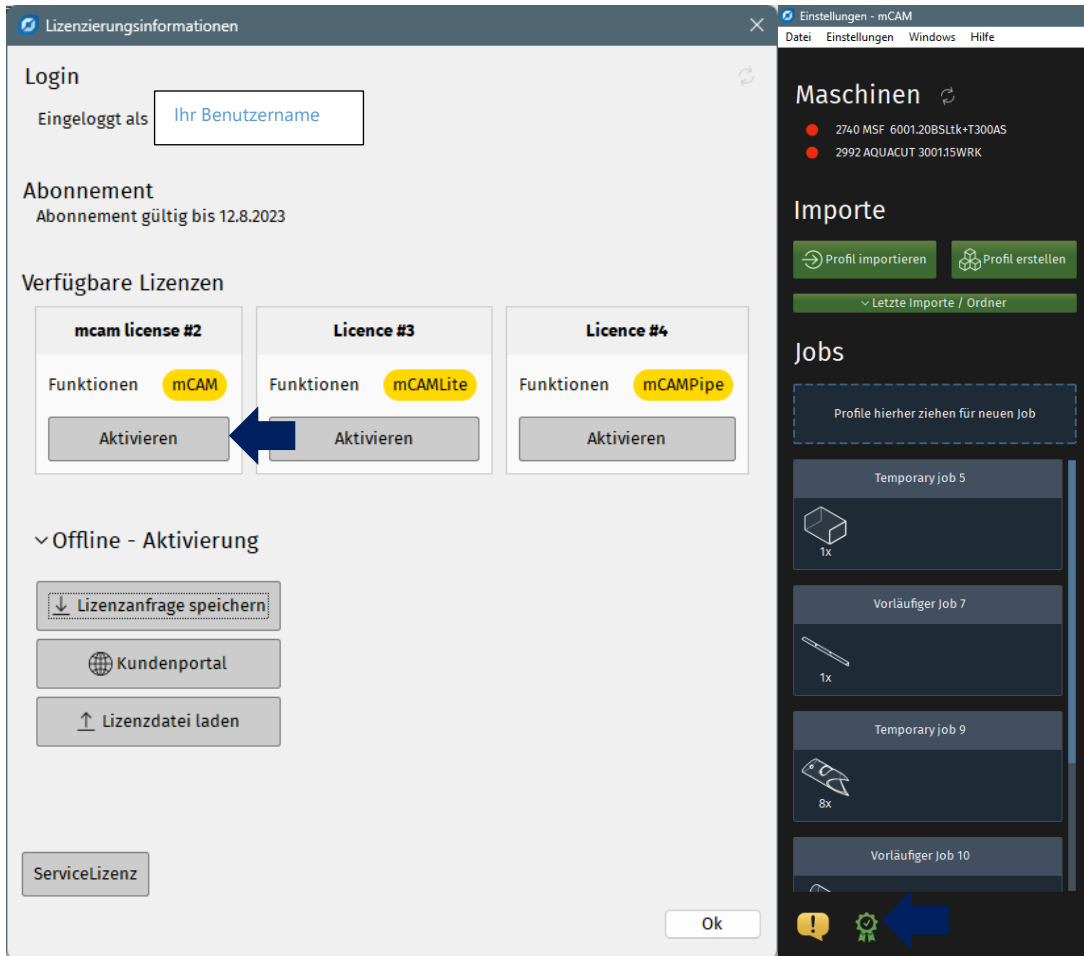 Lizenzierungsinformationen
Login
Eingeloggt als Ihr Benutzername
Abonnement
Abonnement gültig bis 12.8.2023
Verfügbare Lizenzen
mcam license #2
Funktionen mCAM
Aktivieren
Licence #3
Funktionen mCAMLite
Aktivieren
Licence #4
Funktionen mCAMPipe
Aktivieren
Offline - Aktivierung
Lizenzanfrage speichern
Kundenportal
Lizenzdatei laden
ServiceLizenz
Ok
Einstellungen - mCAM
Datei Einstellungen Windows Hilfe
Maschinen
2740 MSF 6001.20BSLtk+T300AS
2992 AQUACUT 3001.15WRK
Importe
Profil importieren Profil erstellen
Letzte Importe / Ordner
Jobs
Profile hierher ziehen für neuen Job
Temporary job 5
1x
Vorläufiger Job 7
1x
Temporary job 9
8x
Vorläufiger Job 10